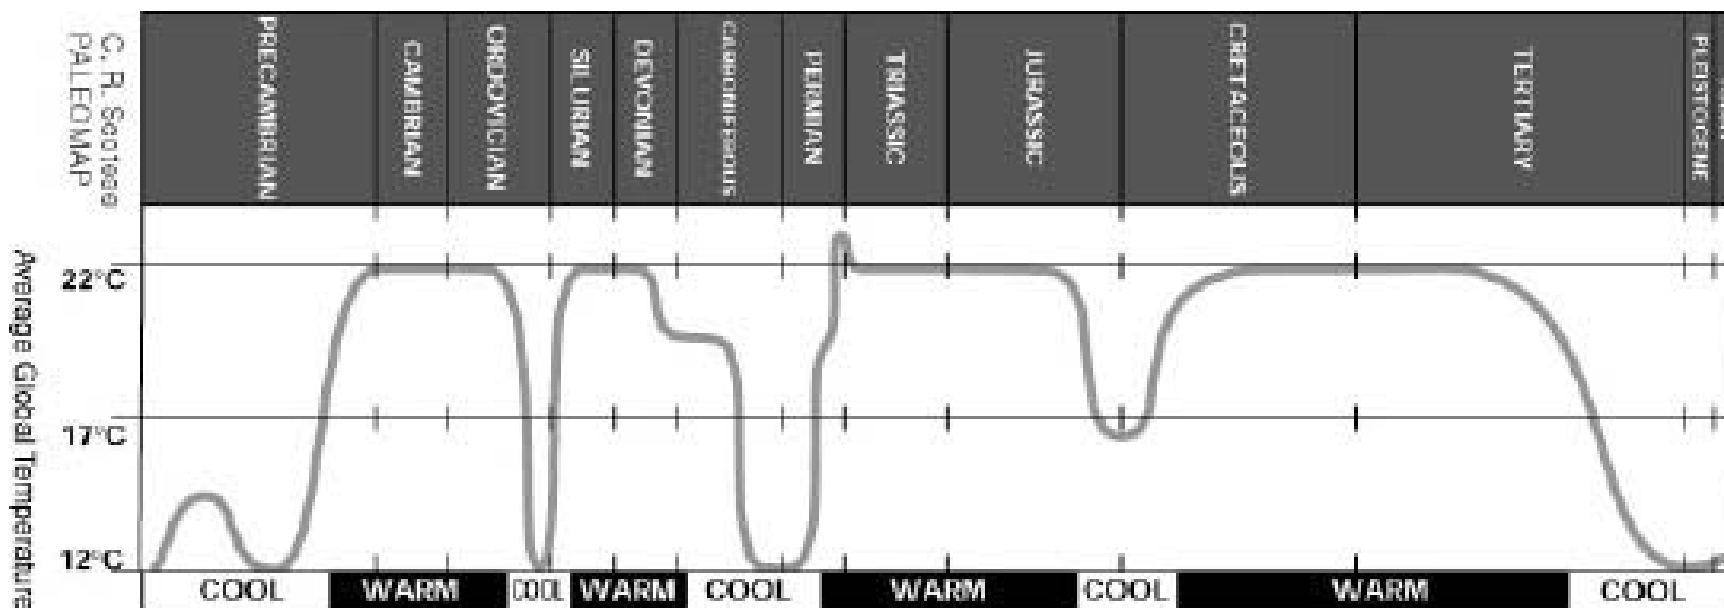 C. R. Scotese
PALEOMAP
PRECAMBRIAN
CAMBRIAN
ORDOVICIAN
SILURIAN
DEVONIAN
CARBONIFEROUS
PERMIAN
TRIASSIC
JURASSIC
CRETACEOUS
TERTIARY
PLEISTOCENE
Average Global Temperature
22°C
17°C
12°C
COOL WARM COOL WARM COOL WARM COOL WARM COOL